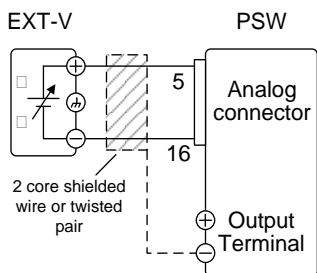 EXT-V
PSW
5
Analog
connector
16
2 core shielded
wire or twisted
pair
Output
Terminal